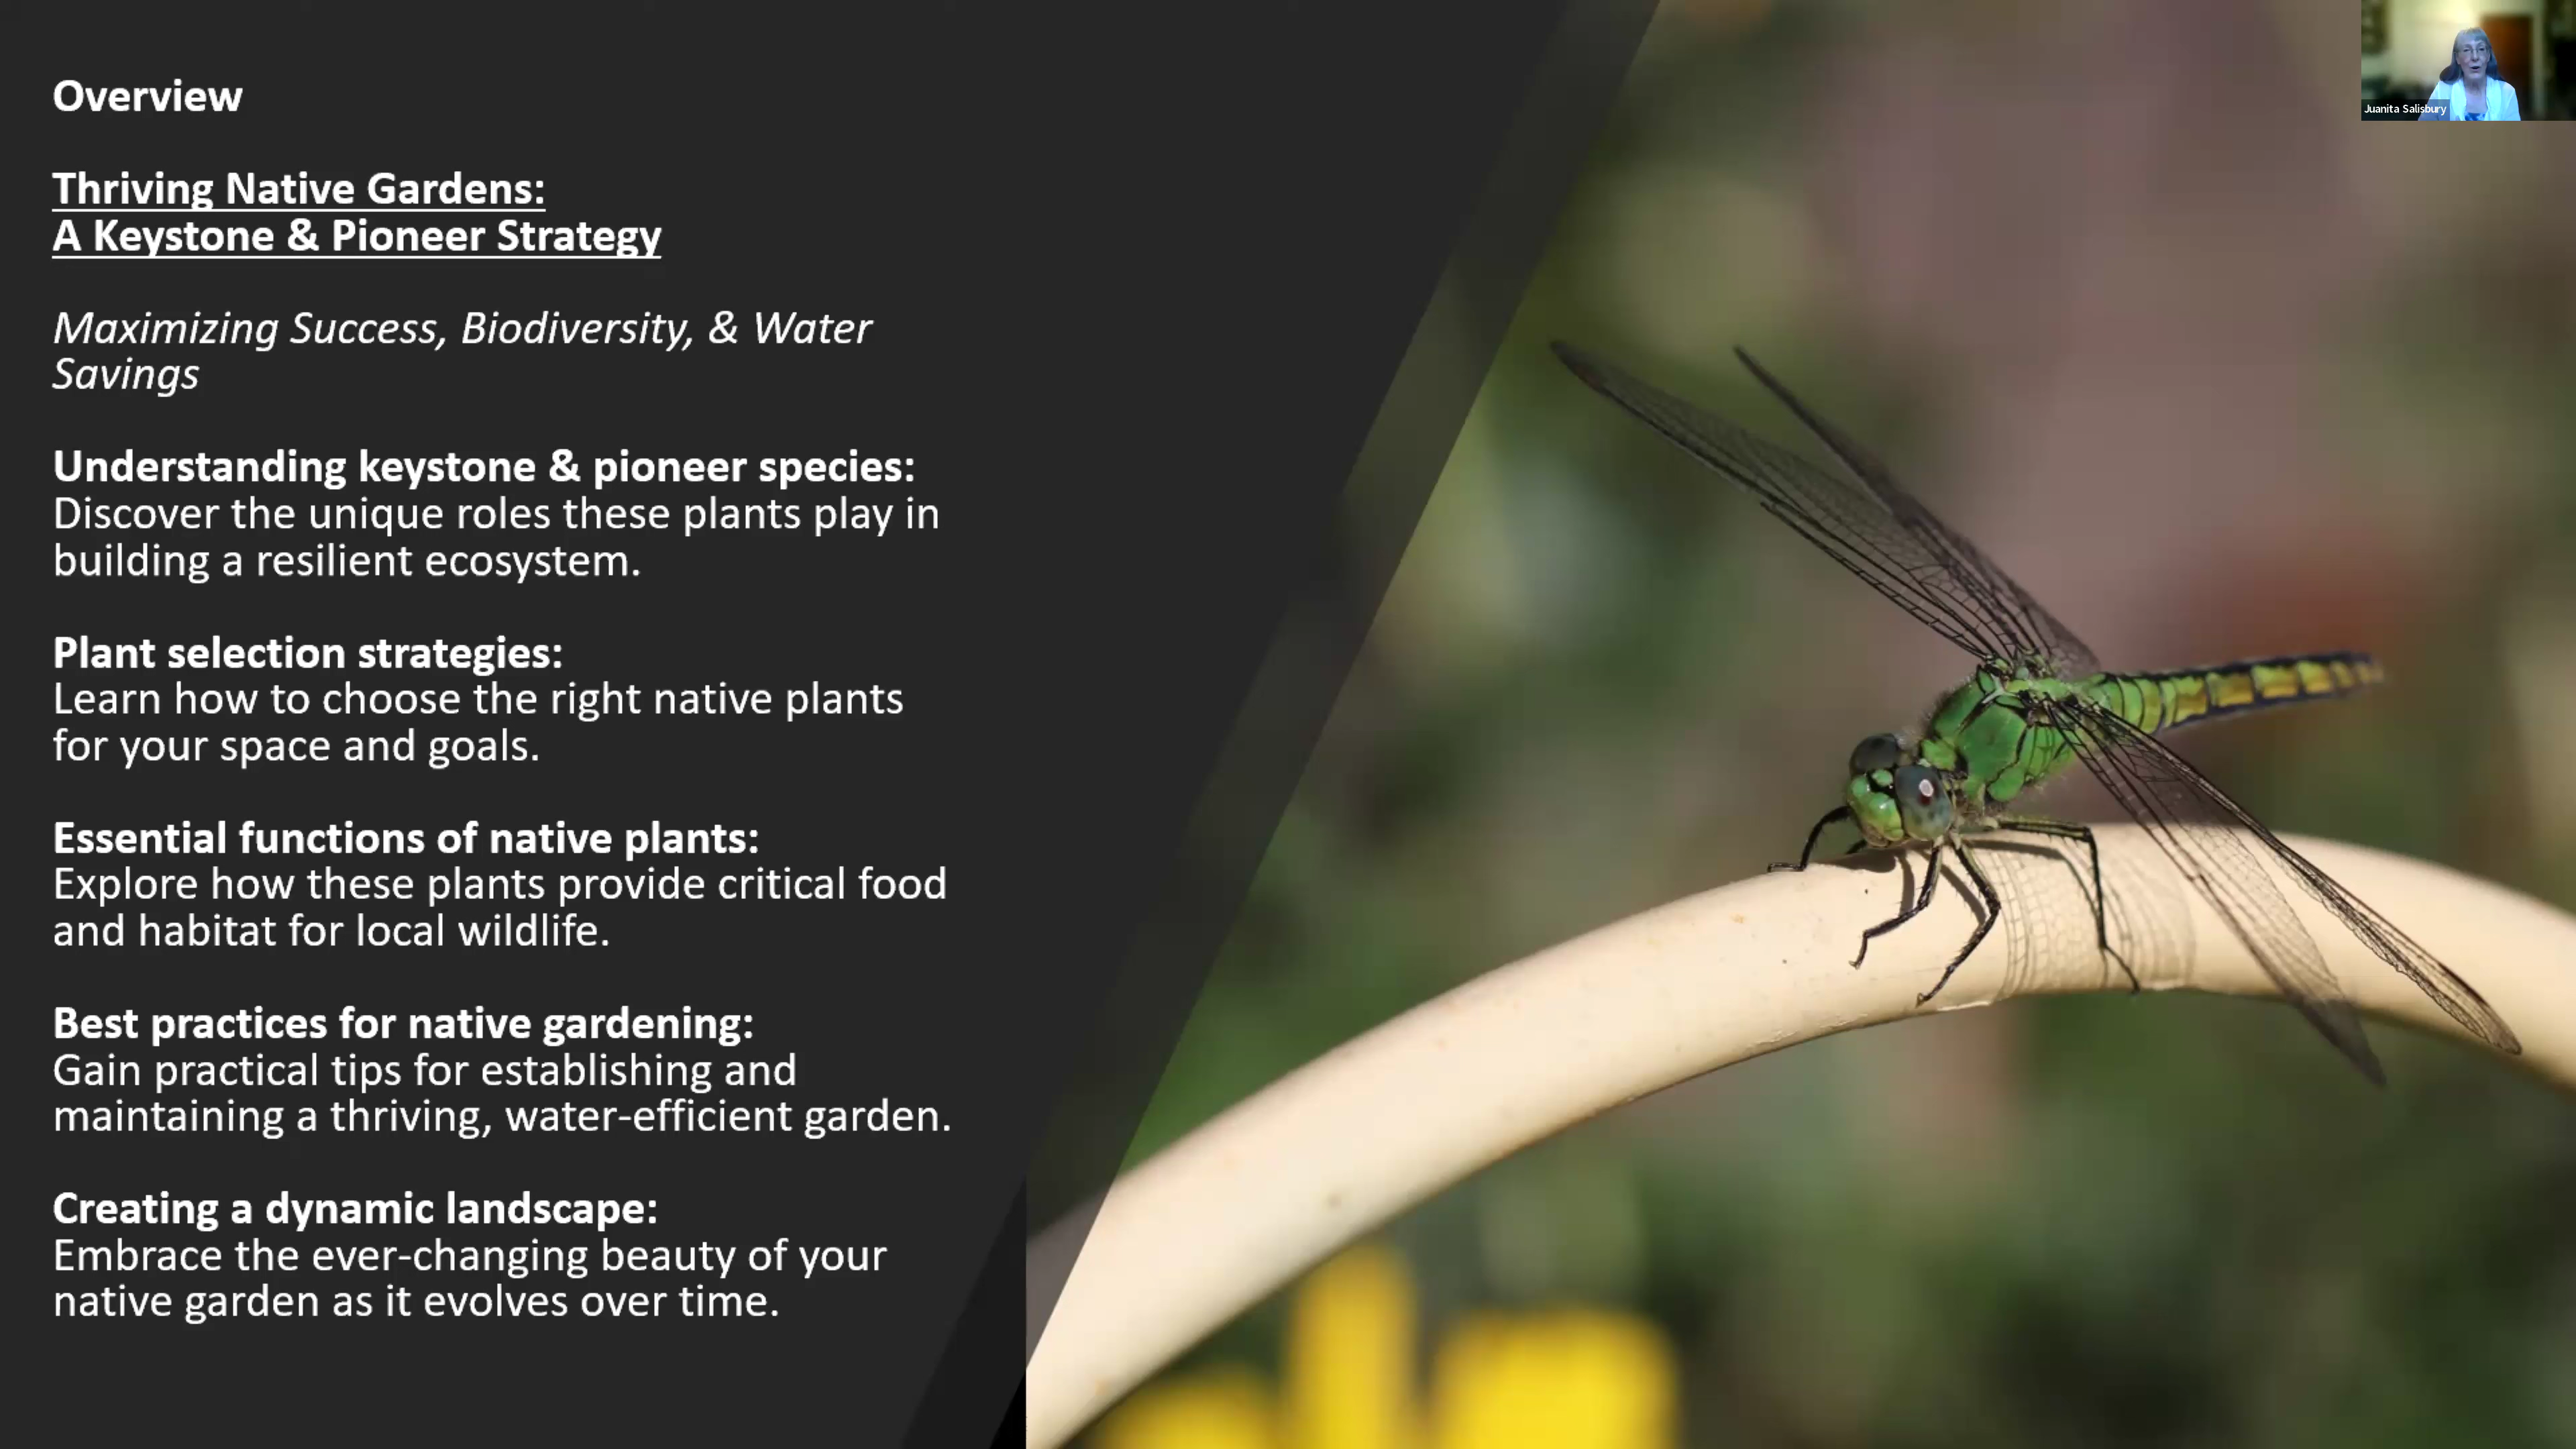 Overview
Thriving Native Gardens:
A Keystone & Pioneer Strategy
Maximizing Success, Biodiversity, & Water
Savings
Understanding keystone & pioneer species:
Discover the unique roles these plants play in
building a resilient ecosystem.
Plant selection strategies:
Learn how to choose the right native plants
for your space and goals.
Essential functions of native plants:
Explore how these plants provide critical food
and habitat for local wildlife.
Best practices for native gardening:
Gain practical tips for establishing and
maintaining a thriving, water-efficient garden.
Creating a dynamic landscape:
Embrace the ever-changing beauty of your
native garden as it evolves over time.
Juanita Salisbury